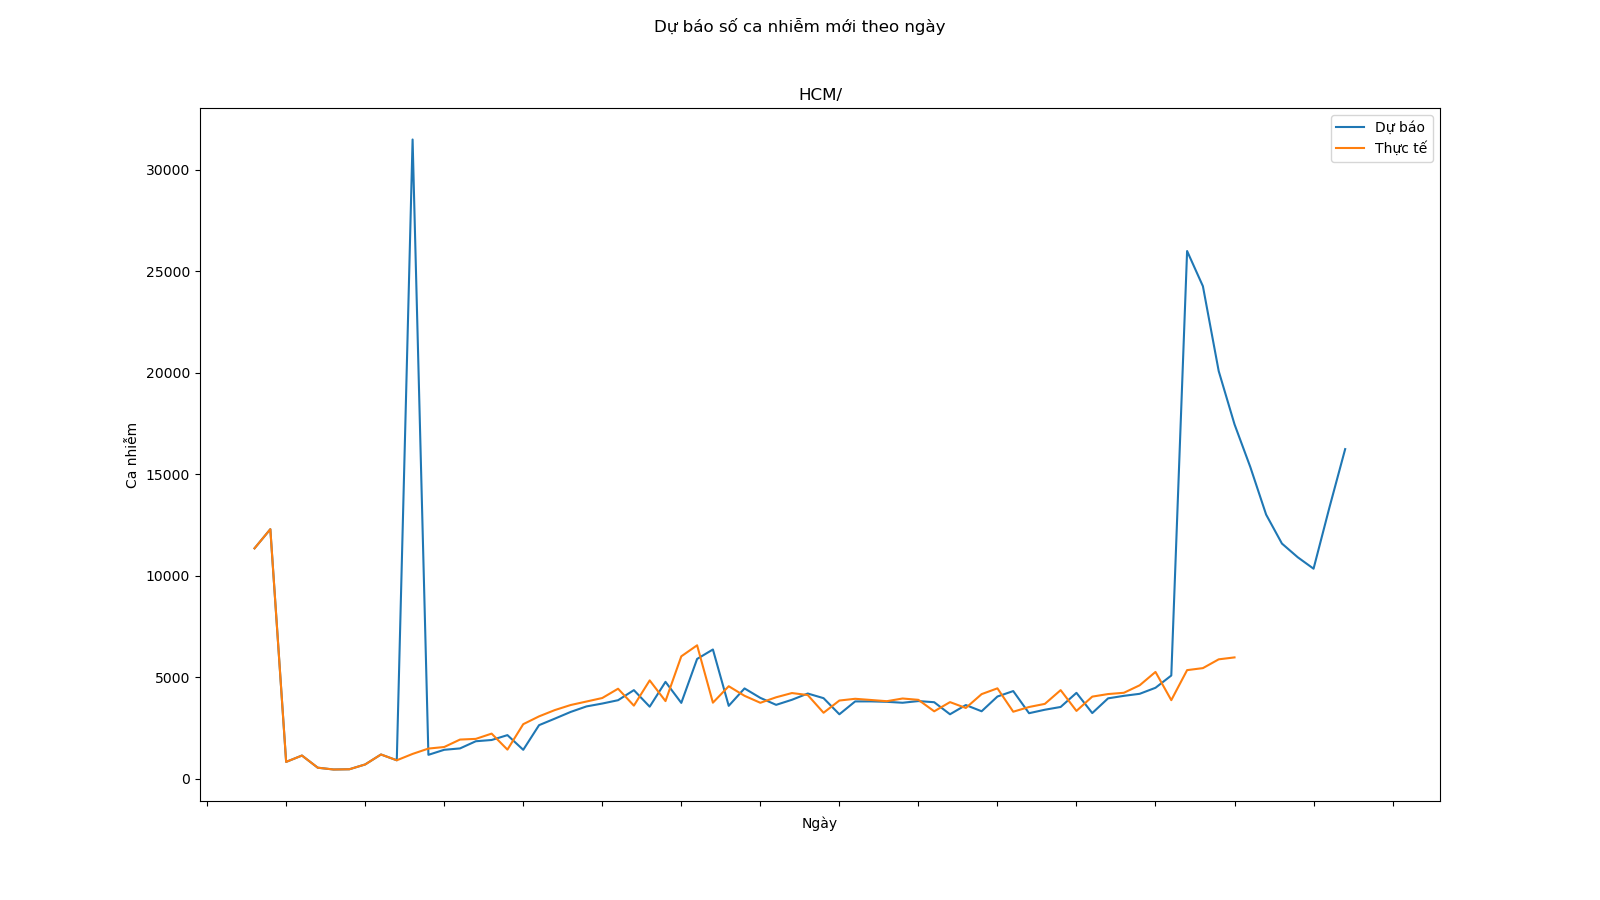 Dự báo số ca nhiễm mới theo ngày
HCM/
Dự báo
Thực tế
30000
25000
20000
15000
10000
5000
0
Ca nhiễm
Ngày